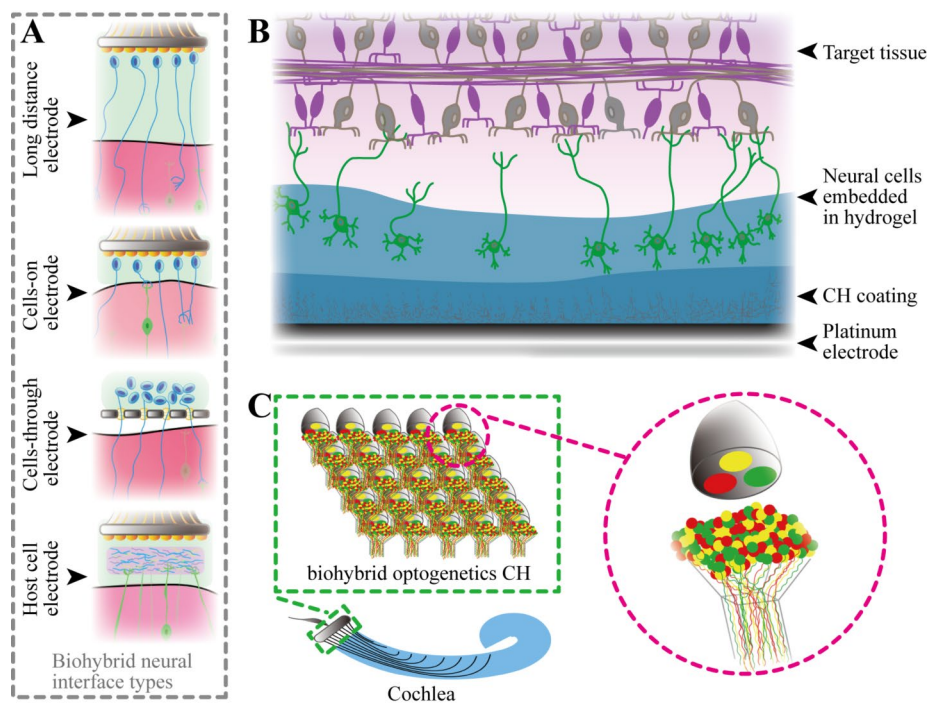 A
Long distance
electrode
Cells-on
electrode
Cells-through
electrode
Host cell
electrode
Biohybrid neural
interface types
B
Target tissue
Neural cells
embedded
in hydrogel
CH coating
Platinum
electrode
C
biohybrid optogenetics CH
Cochlea